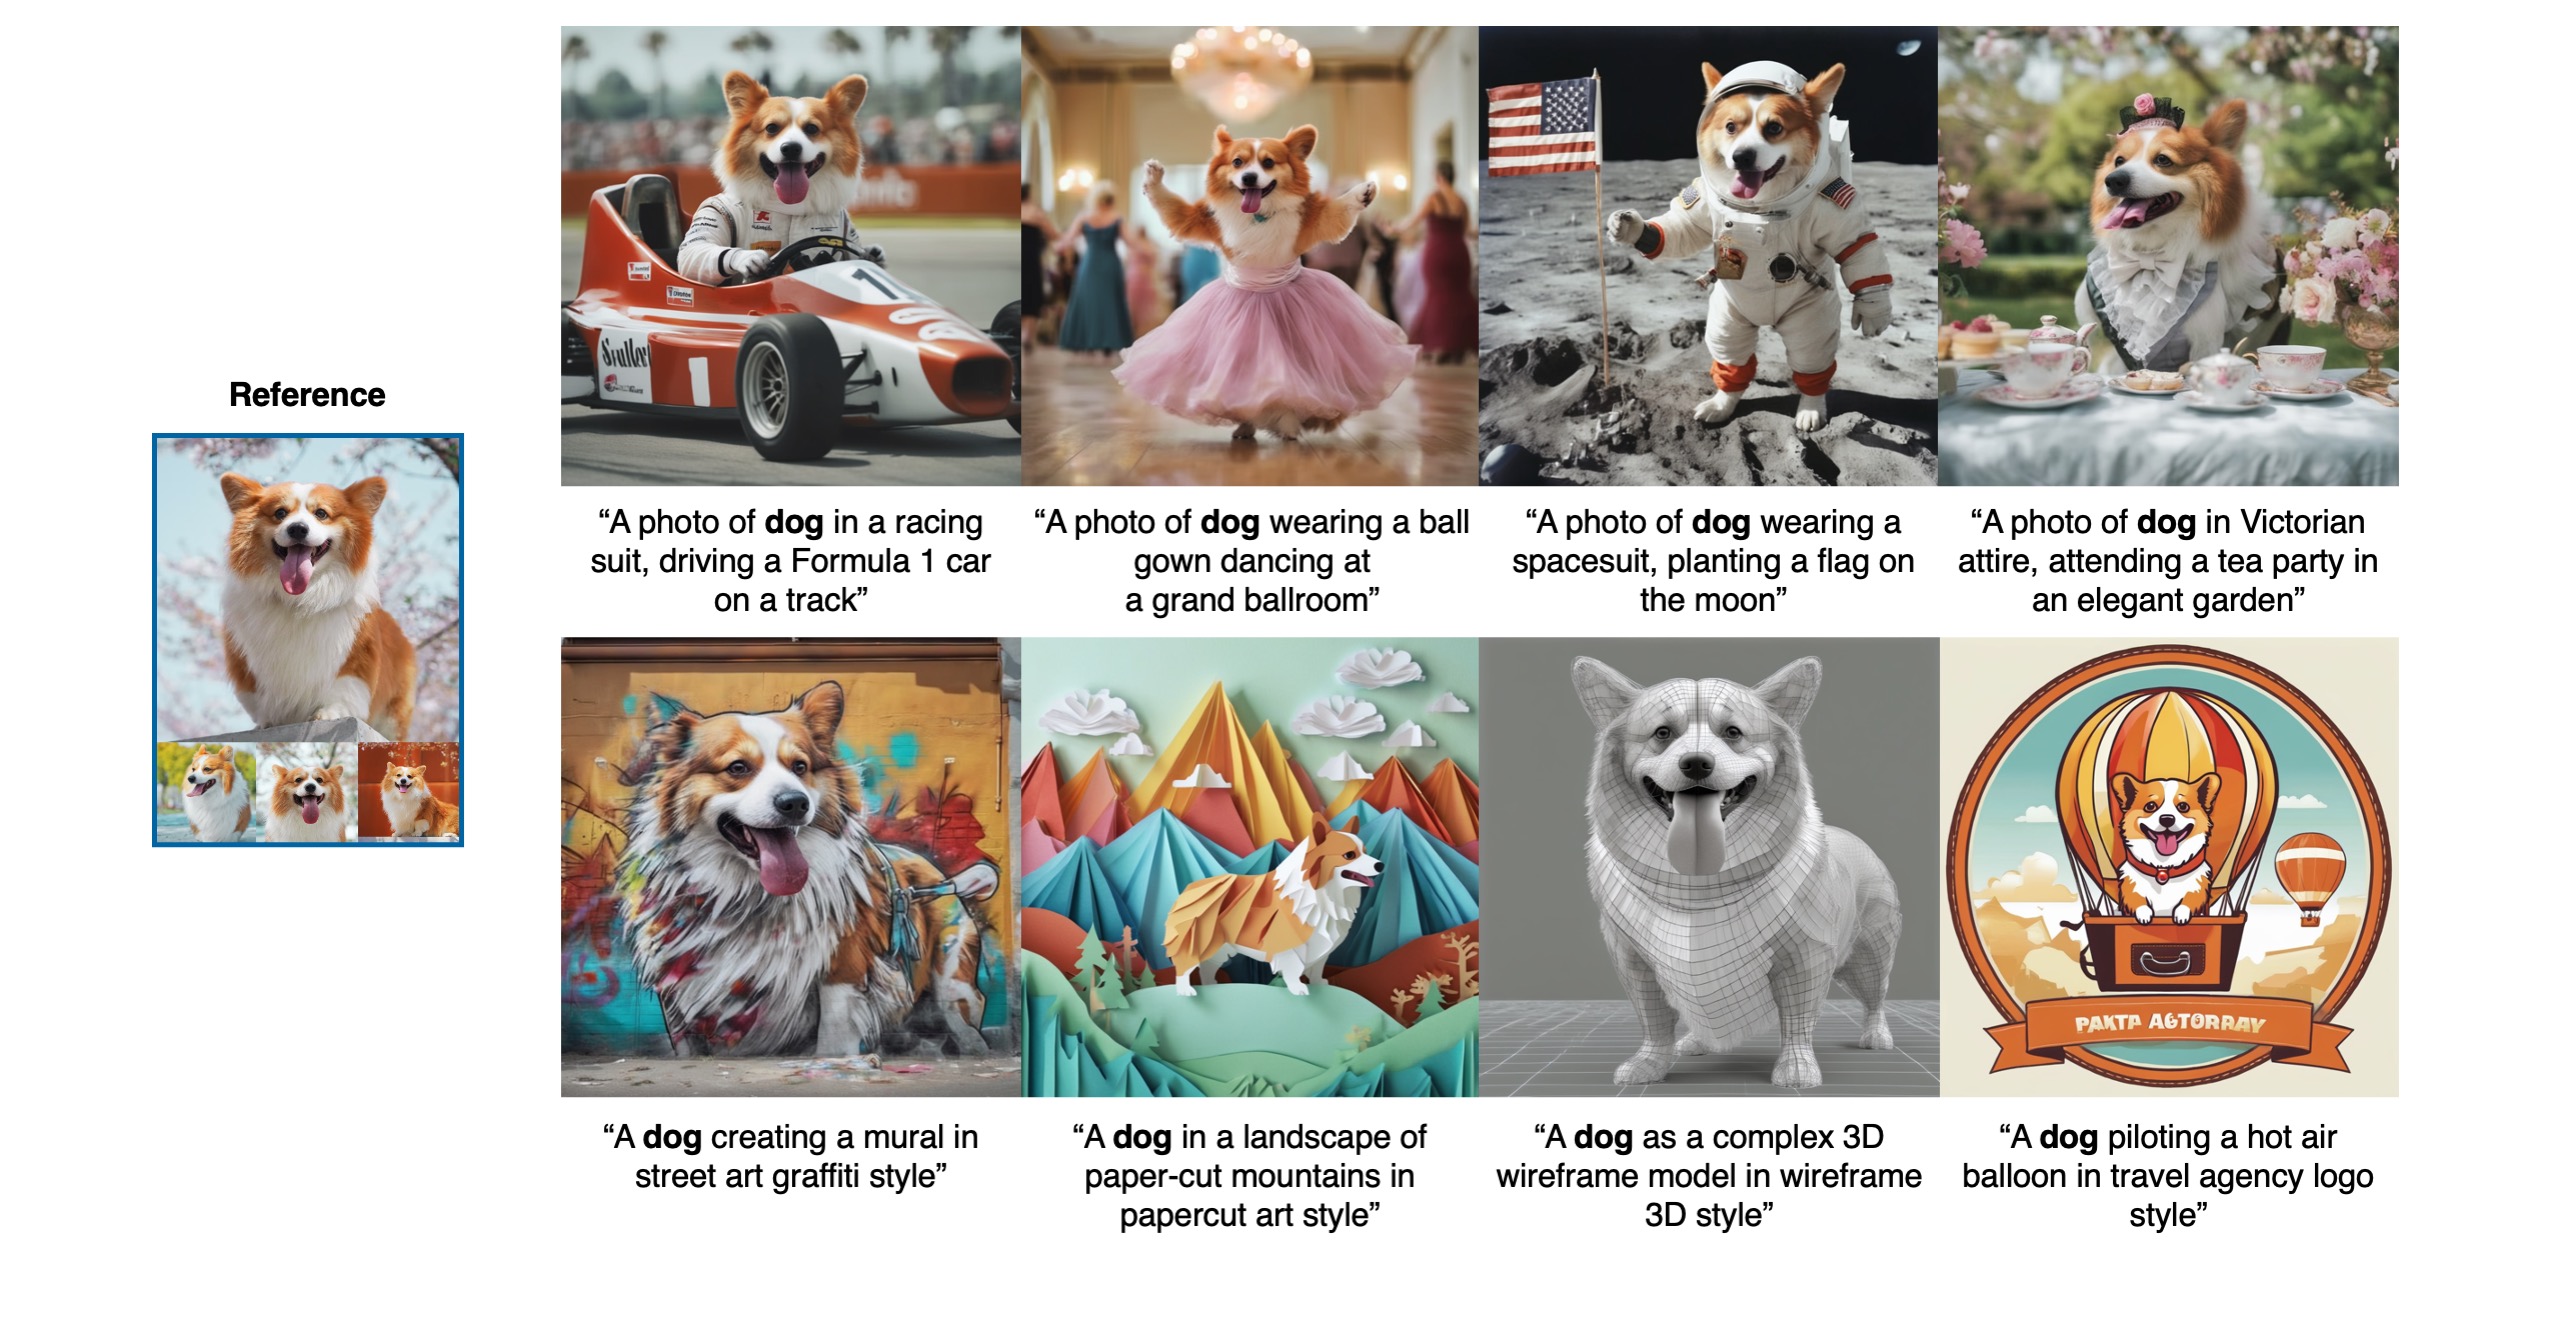 Reference
“A photo of dog in a racing
suit, driving a Formula 1 car
on a track”
“A photo of dog wearing a ball
gown dancing at
a grand ballroom”
“A photo of dog wearing a
spacesuit, planting a flag on
the moon”
“A photo of dog in Victorian
attire, attending a tea party in
an elegant garden”
1
PAKTP AGTORRAY
“A dog creating a mural in
street art graffiti style”
“A dog in a landscape of
paper-cut mountains in
papercut art style”
“A dog as a complex 3D
wireframe model in wireframe
3D style”
“A dog piloting a hot air
balloon in travel agency logo
style”